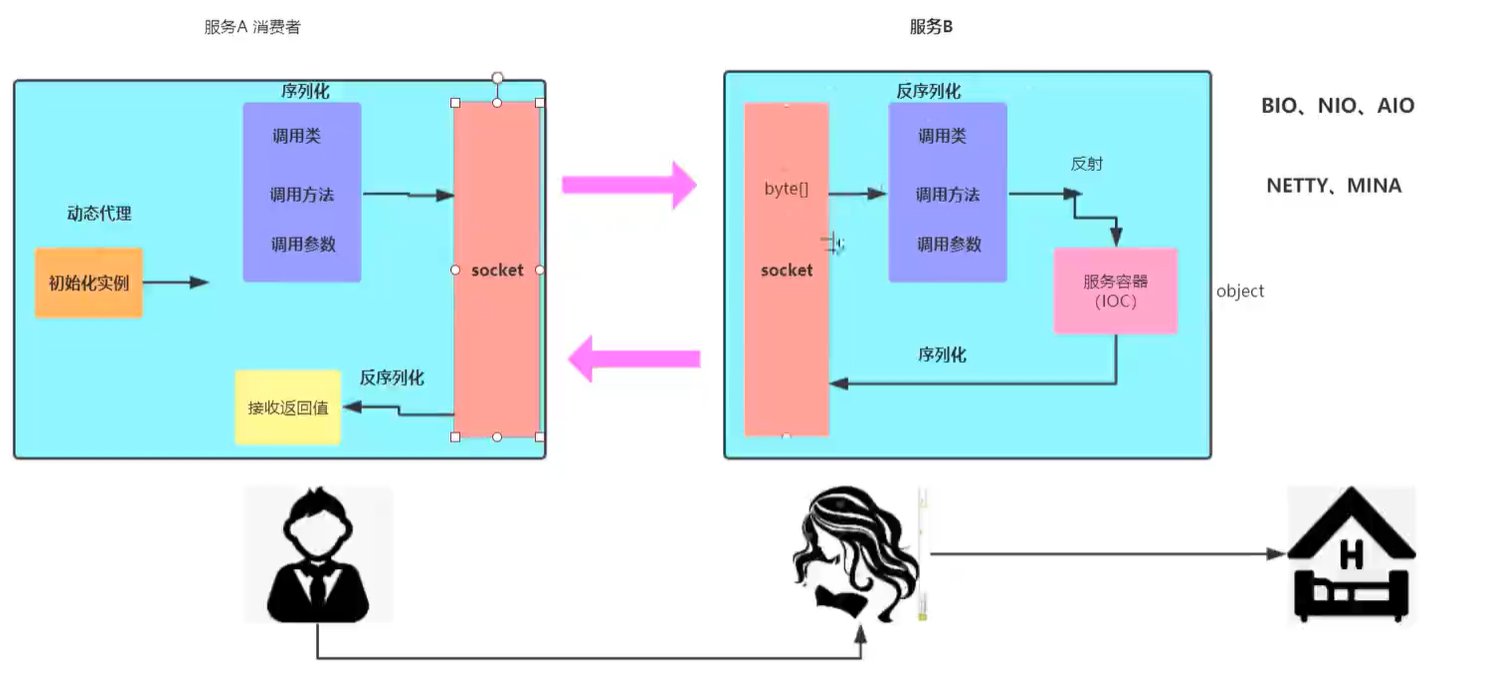 服务A 消费者
序列化
调用类
调用方法
调用参数
动态代理
初始化实例
socket
反序列化
接收返回值
服务B
反序列化
byte[]
socket
调用类
调用方法
调用参数
反射
服务容器
（IOC）
object
序列化
BIO、NIO、AIO
NETTY、MINA
H